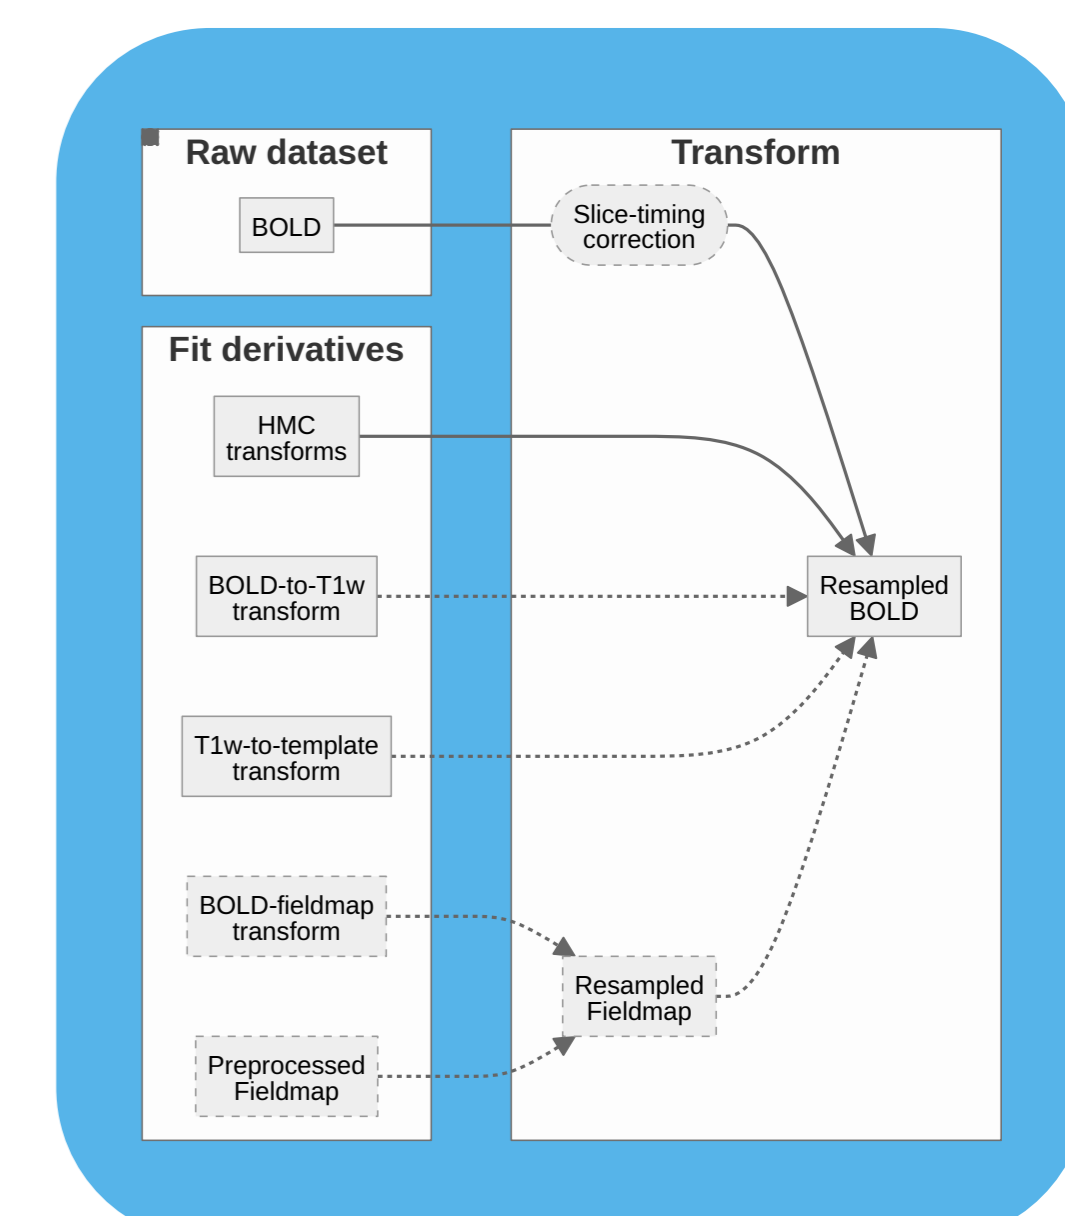 Raw dataset
BOLD
Fit derivatives
HMC
transforms
BOLD-to-T1w
transform
T1w-to-template
transform
BOLD-fieldmap
transform
Preprocessed
Fieldmap
Transform
Slice-timing
correction
Resampled
BOLD
Resampled
Fieldmap